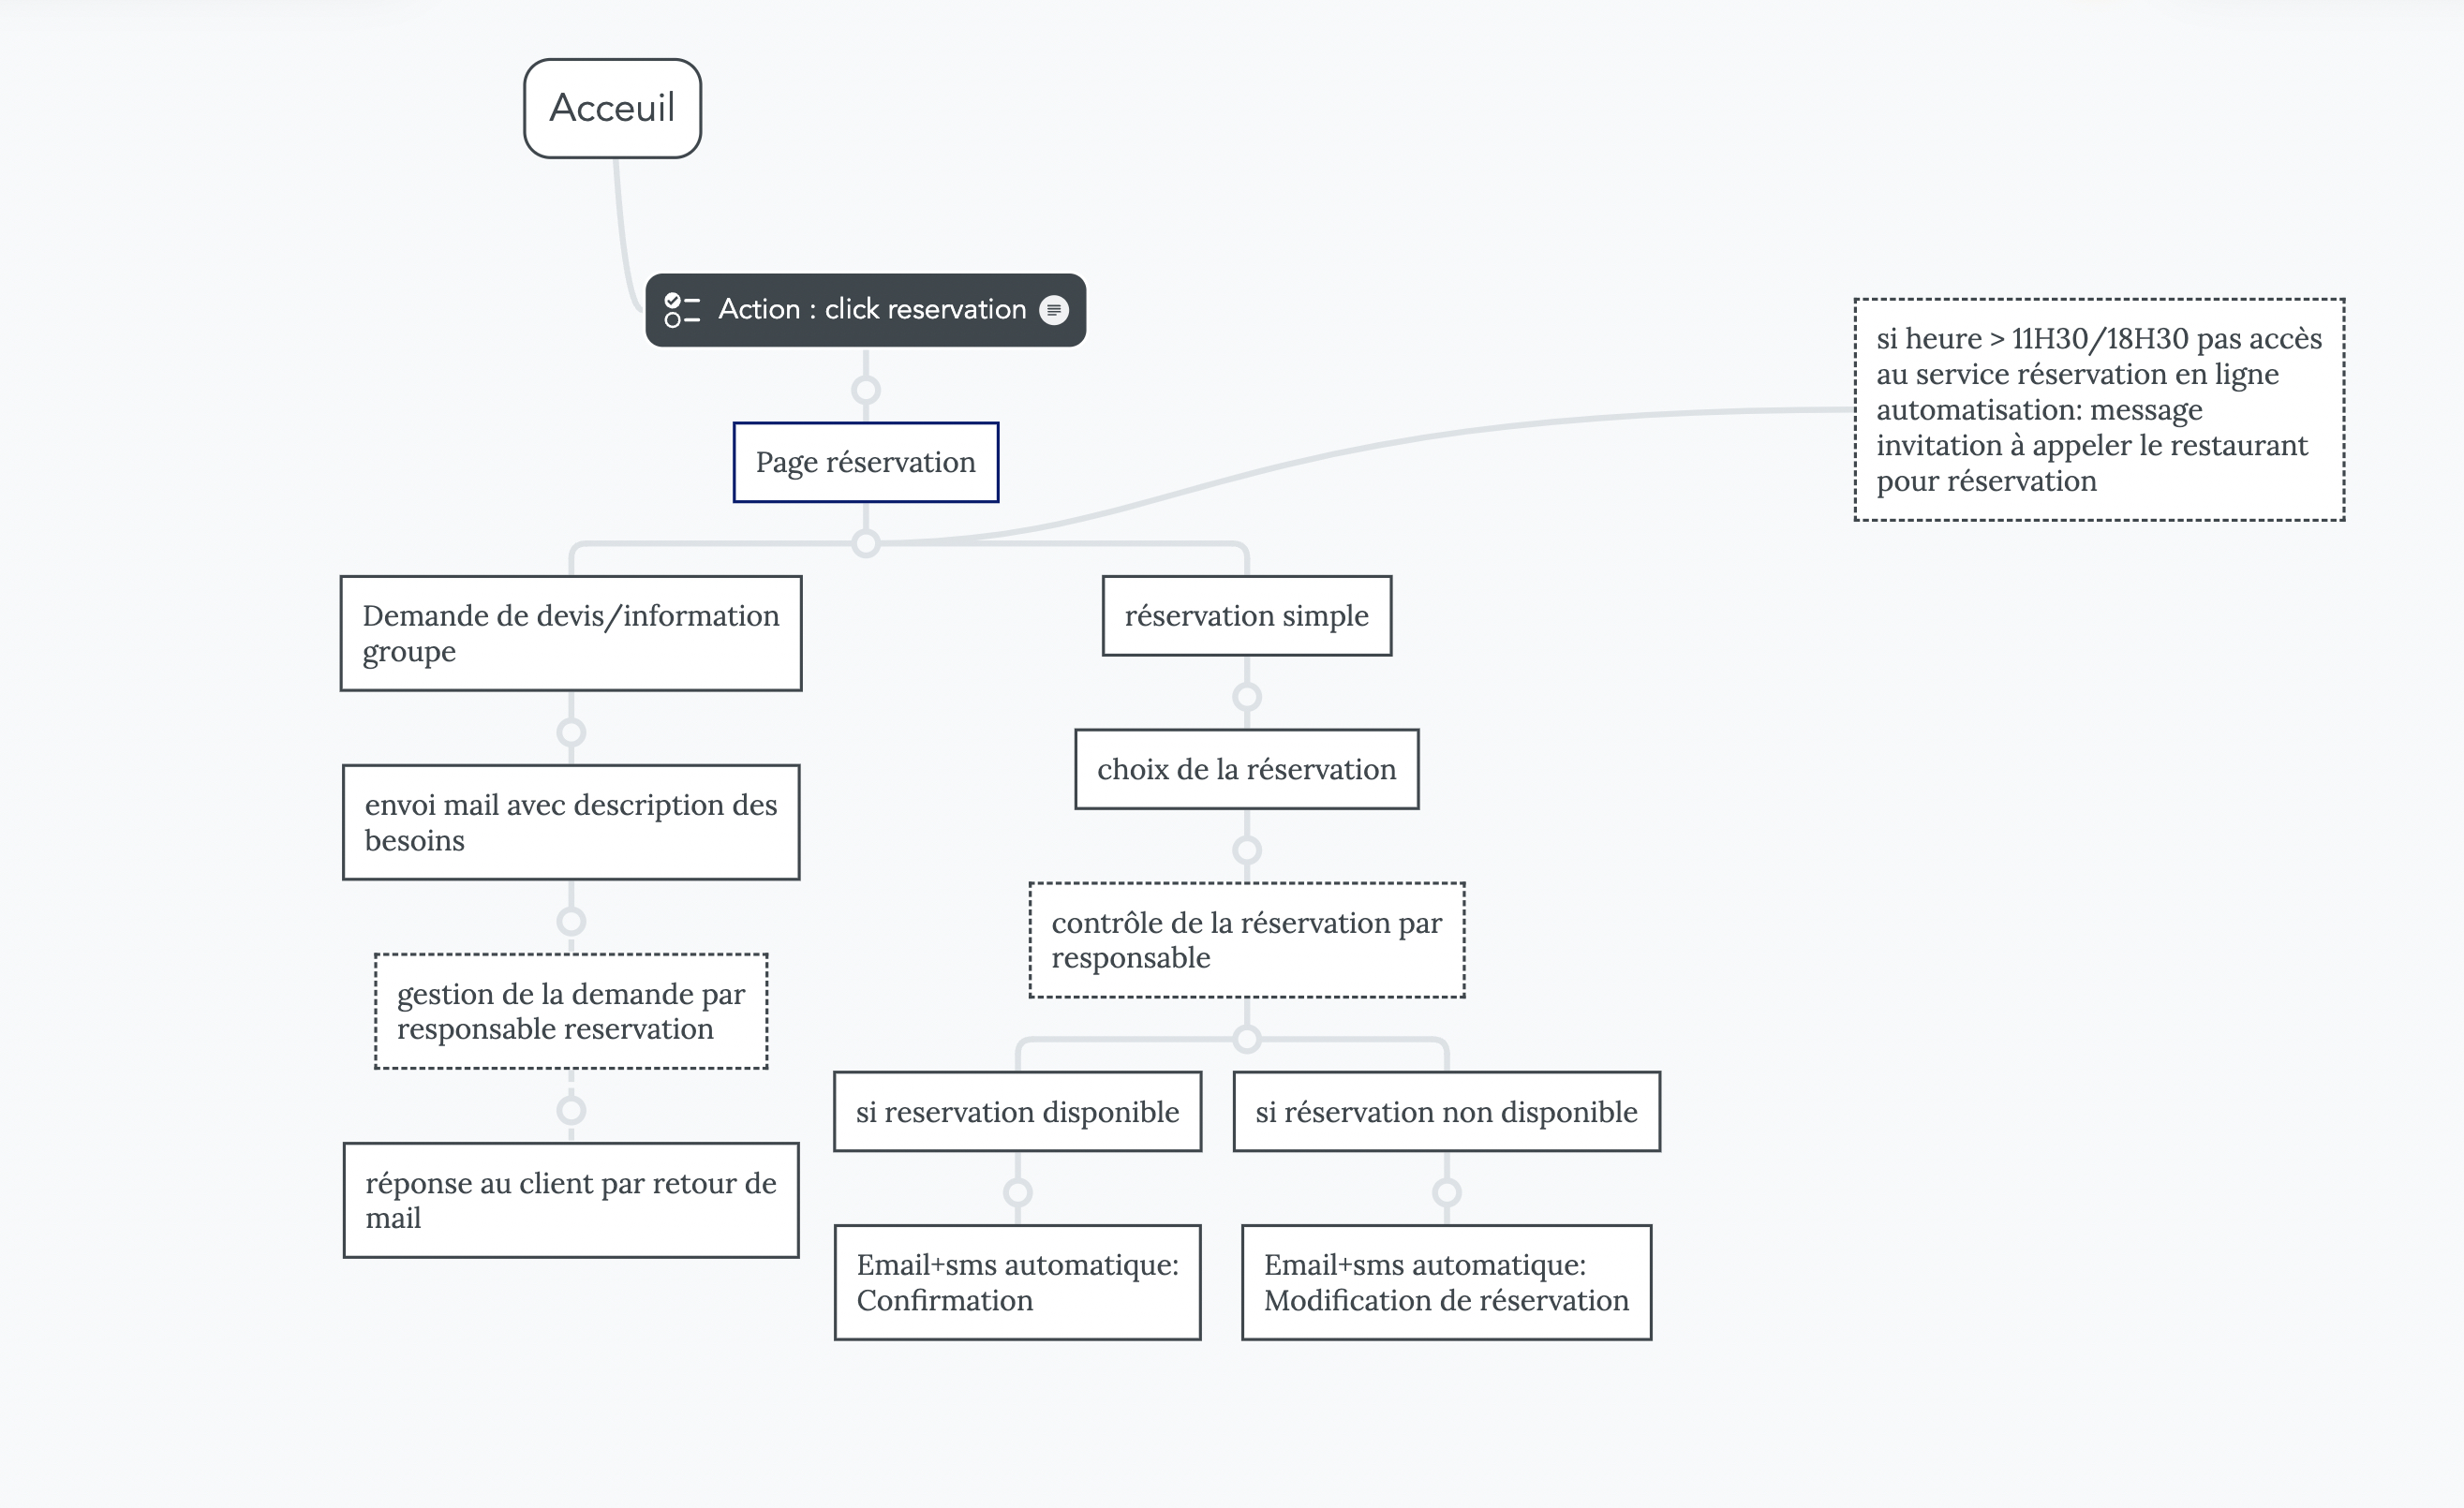 Acceuil
Action : click reservation
si heure > 11H30/18H30 pas accès
au service réservation en ligne
automatisation: message
invitation à appeler le restaurant
pour réservation
Page réservation
Demande de devis/information
groupe
réservation simple
envoi mail avec description des
besoins
choix de la réservation
gestion de la demande par
responsable reservation
contrôle de la réservation par
responsable
réponse au client par retour de
mail
si reservation disponible
si réservation non disponible
Email+sms automatique:
Confirmation
Email+sms automatique:
Modification de réservation